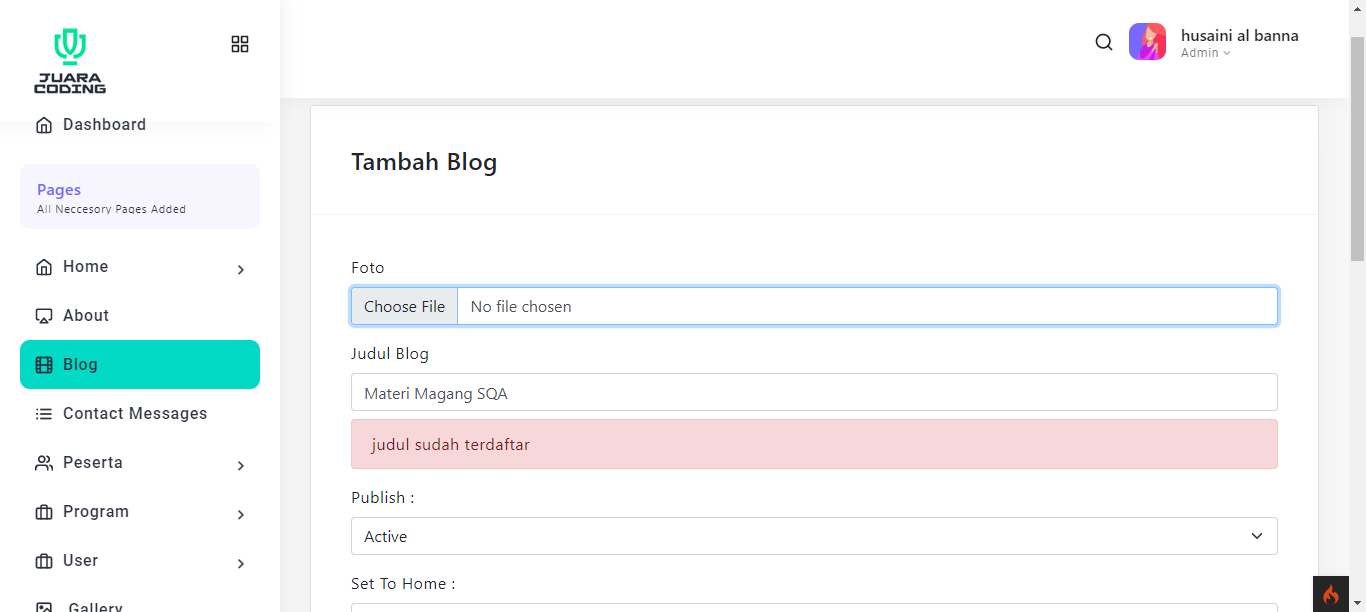 JUARA
CODING
husaini al banna
Admin
Dashboard
Pages
All Neccesory Pages Added
Home
About
Blog
Contact Messages
Peserta
Program
User
Gallery
Tambah Blog
Foto
Choose File No file chosen
Judul Blog
Materi Magang SQA
judul sudah terdaftar
Publish :
Active
Set To Home :